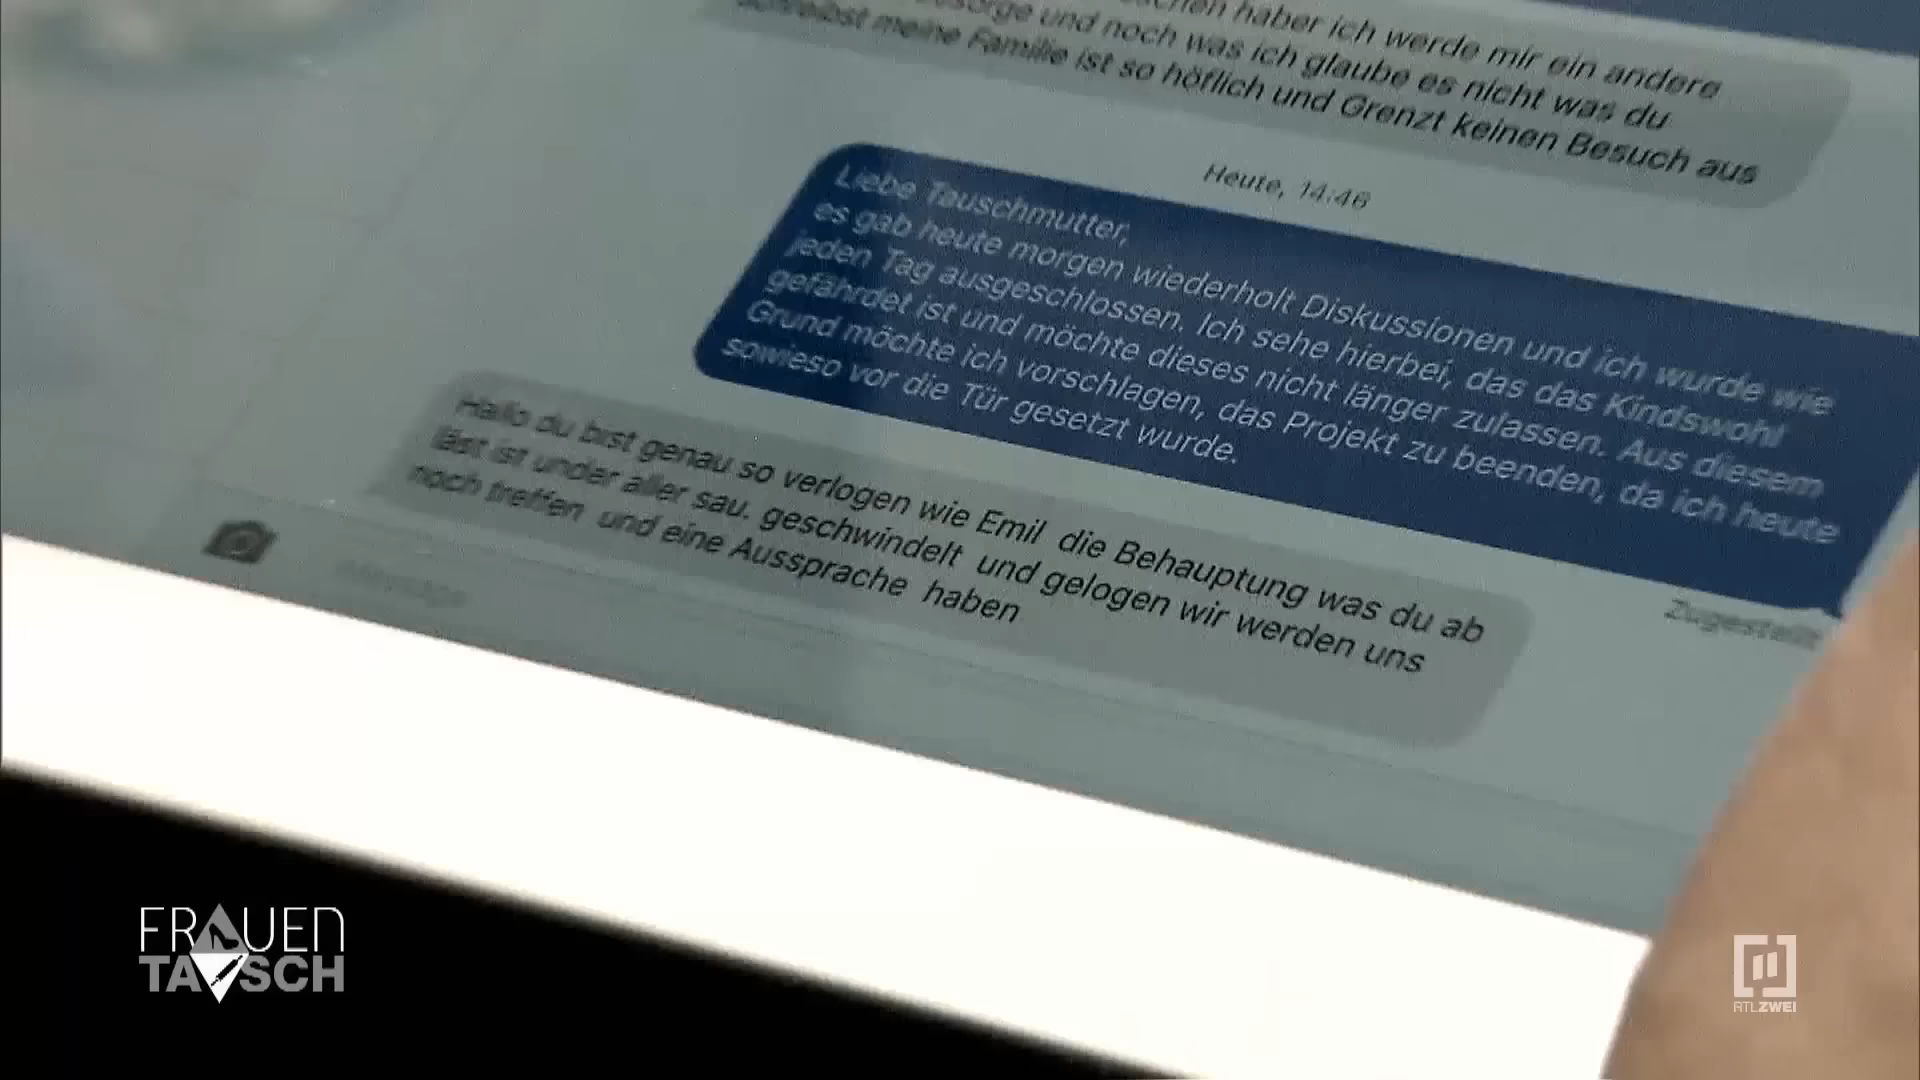 haber ich werde mir ein andere
und noch was ich glaube es nicht was du
schreibst meine Familie ist so höflich und Grenzt keinen Besuch aus
Heute, 14:46
Liebe Tauschmutter,
es gab heute morgen wiederholt Diskussionen und ich wurde wie
jeden Tag ausgeschlossen. Ich sehe hierbei, das das Kindswohl
gefährdet ist und möchte dieses nicht länger zulassen. Aus diesem
Grund möchte ich vorschlagen, das Projekt zu beenden, da ich heute
sowieso vor die Tür gesetzt wurde.
Zugestellt
Hallo du bist genau so verlogen wie Emil die Behauptung was du ab
läst ist under aller sau. geschwindelt und gelogen wir werden uns
noch treffen und eine Aussprache haben
FRAUEN
TAUSCH
RTLZWEI